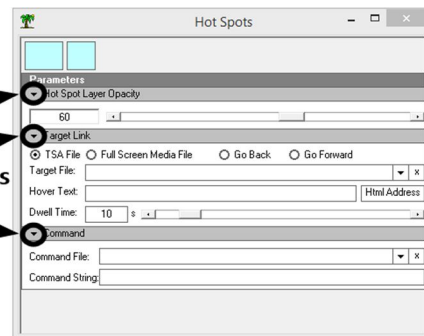 Hot Spots
Parameters
Hot Spot Layer Opacity
60
Target Link
TSA File Full Screen Media File Go Back Go Forward
s
Target File: x
Hover Text: Html Address
Dwell Time: 10 s
Command
Command File: x
Command String: